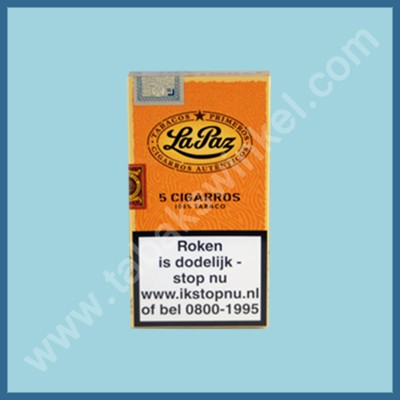 TABACOS PRIMEROS
La Paz
CIGARROS AUTENTICOS
5 CIGARROS
100% TABACO
Roken
is dodelijk -
stop nu
www.ikstopnu.nl
of bel 0800-1995
www.tabakswinkel.com